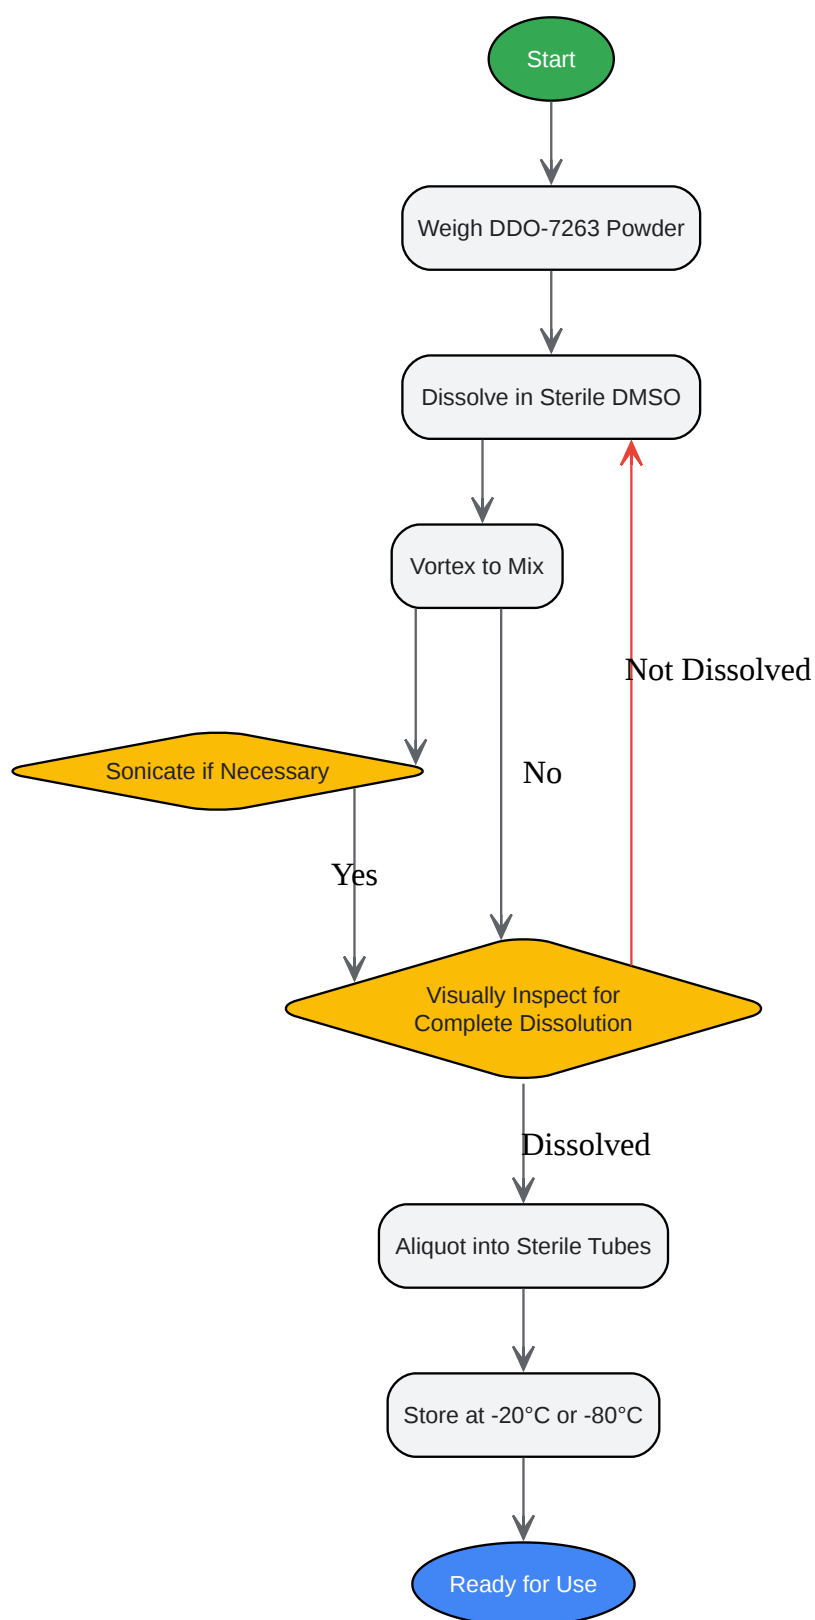 Start
Weigh DDO-7263 Powder
Dissolve in Sterile DMSO
Vortex to Mix
Not Dissolved
Sonicate if Necessary
No
Yes
Visually Inspect for
Complete Dissolution
Dissolved
Aliquot into Sterile Tubes
Store at -20°C or -80°C
Ready for Use